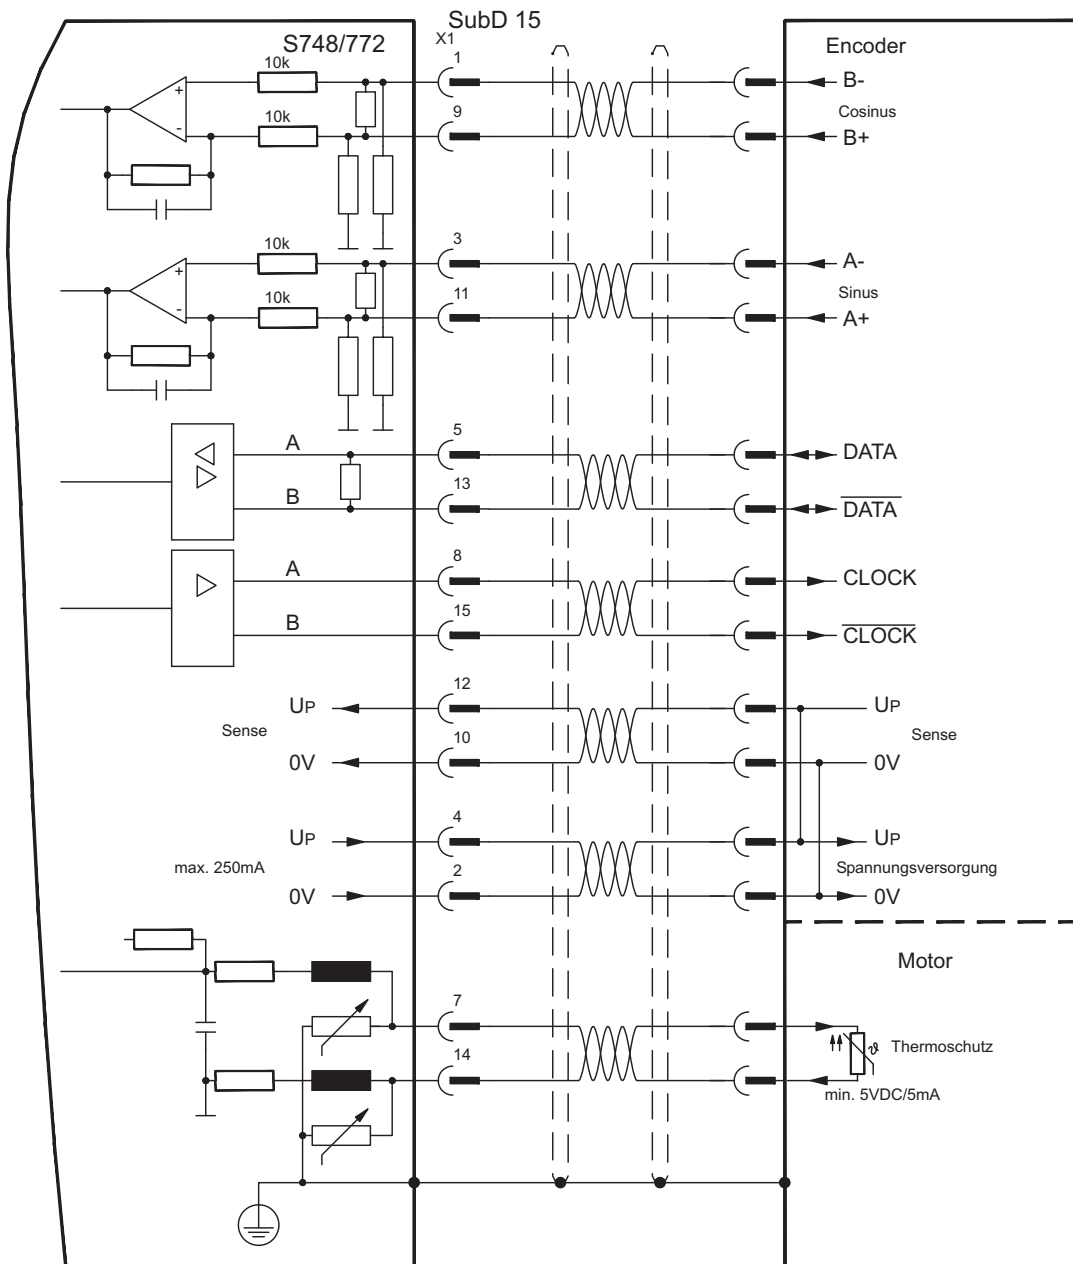 SubD 15
S748/772
X1
Encoder
10k
1
B-
+
Cosinus
-
10k
9
B+
10k
3
A-
+
Sinus
-
10k
11
A+
A
5
DATA
B
13
DATA
A
8
CLOCK
B
15
CLOCK
UP
12
UP
Sense
Sense
0V
10
0V
UP
4
UP
max. 250mA
Spannungsversorgung
0V
2
0V
Motor
7
ϑ Thermoschutz
14
min. 5VDC/5mA